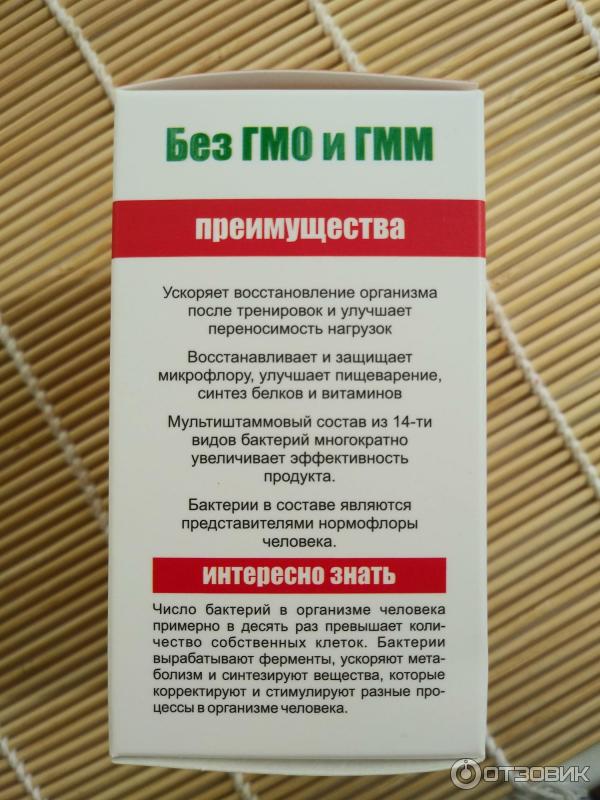 Без ГМО и ГММ
преимущества
Ускоряет восстановление организма
после тренировок и улучшает
переносимость нагрузок
Восстанавливает и защищает
микрофлору, улучшает пищеварение,
синтез белков и витаминов
Мультиштаммовый состав из 14-ти
видов бактерий многократно
увеличивает эффективность
продукта.
Бактерии в составе являются
представителями нормофлоры
человека.
интересно знать
Число бактерий в организме человека
примерно в десять раз превышает коли-
чество собственных клеток. Бактерии
вырабатывают ферменты, ускоряют мета-
болизм и синтезируют вещества, которые
корректируют и стимулируют разные про-
цессы в организме человека.
ОТЗОВИК